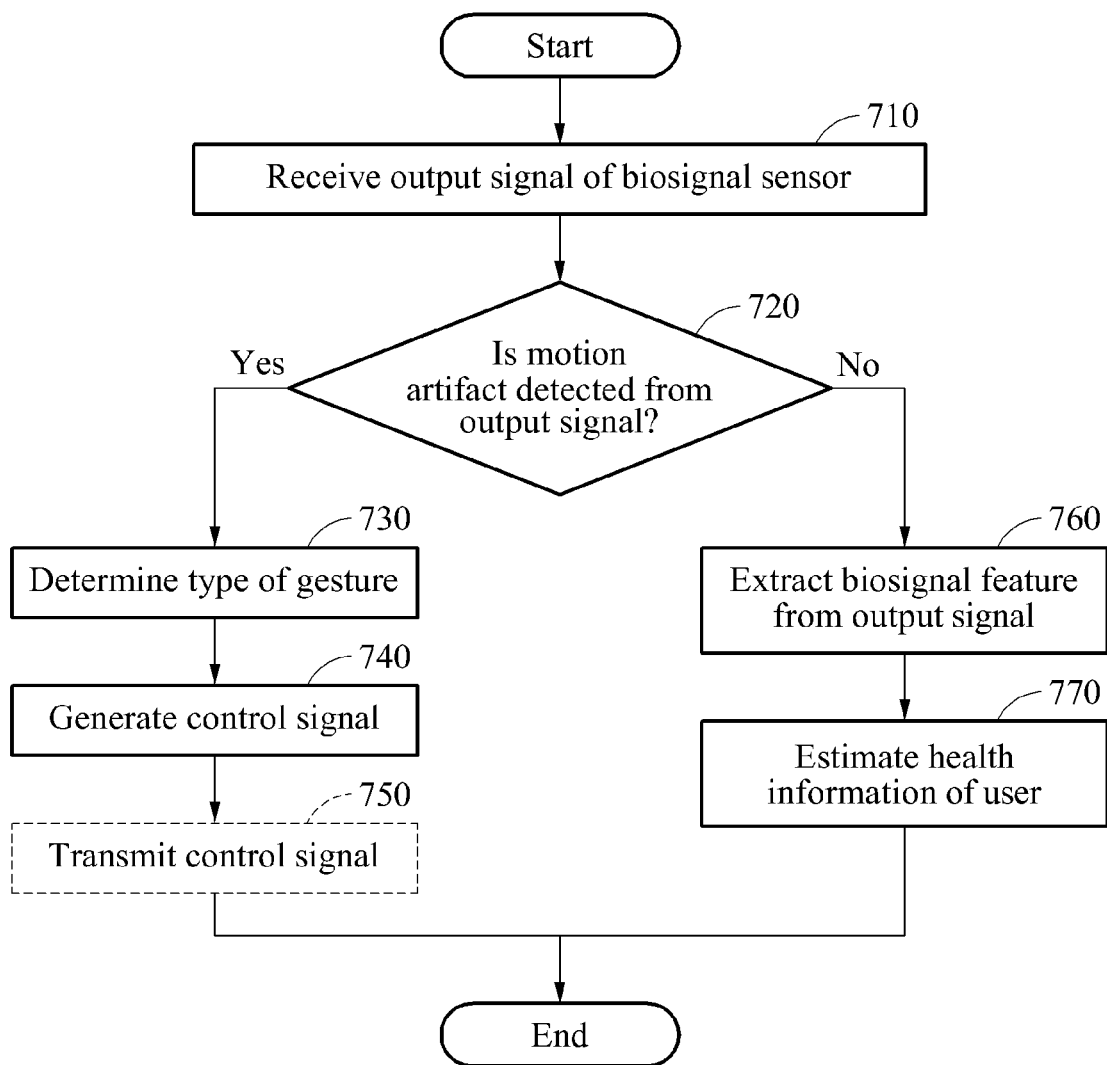 Start
710
Receive output signal of biosignal sensor
720
Is motion
artifact detected from
output signal?
Yes
No
730
Determine type of gesture
740
Generate control signal
750
Transmit control signal
760
Extract biosignal feature
from output signal
770
Estimate health
information of user
End